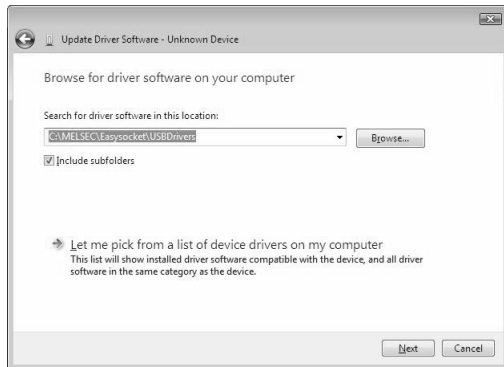 Update Driver Software - Unknown Device
Browse for driver software on your computer
Search for driver software in this location:
C:\MELSEC\Easysocket\USBDrivers
Browse...
Include subfolders
Let me pick from a list of device drivers on my computer
This list will show installed driver software compatible with the device, and all driver
software in the same category as the device.
Next
Cancel